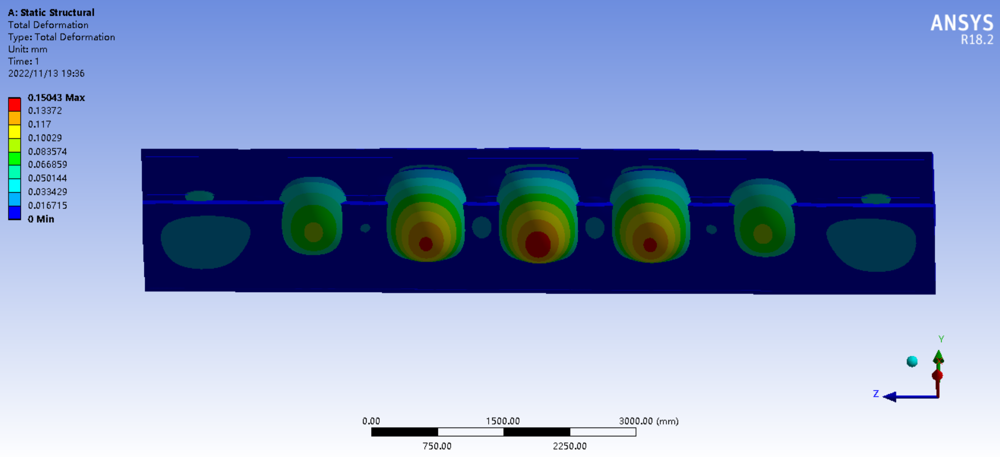 A: Static Structural
Total Deformation
Type: Total Deformation
Unit: mm
Time: 1
2022/11/13 19:36
ANSYS
R18.2
0.15043 Max
0.13372
0.117
0.10029
0.083574
0.066859
0.050144
0.033429
0.016715
0 Min
Y
Z
0.00
1500.00
3000.00 (mm)
750.00
2250.00